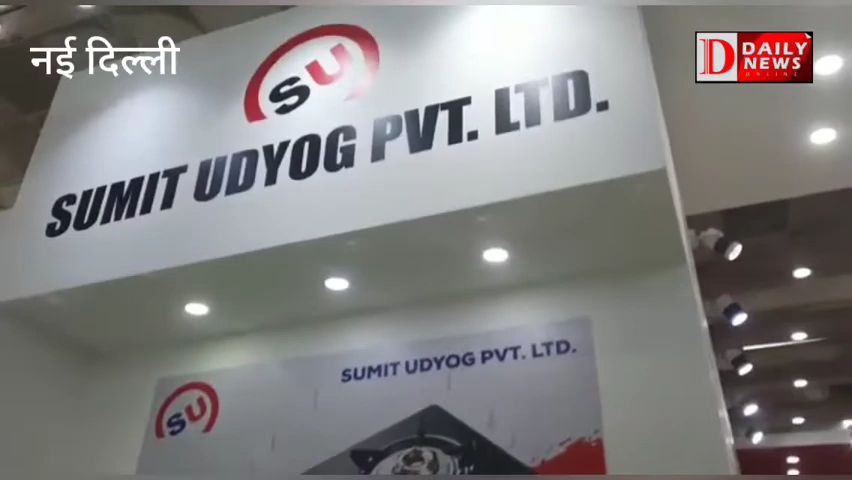 नई दिल्ली
D DAILY
NEWS
ONLINE
SU
SUMIT UDYOG PVT. LTD.
SUMIT UDYOG PVT. LTD.
SU